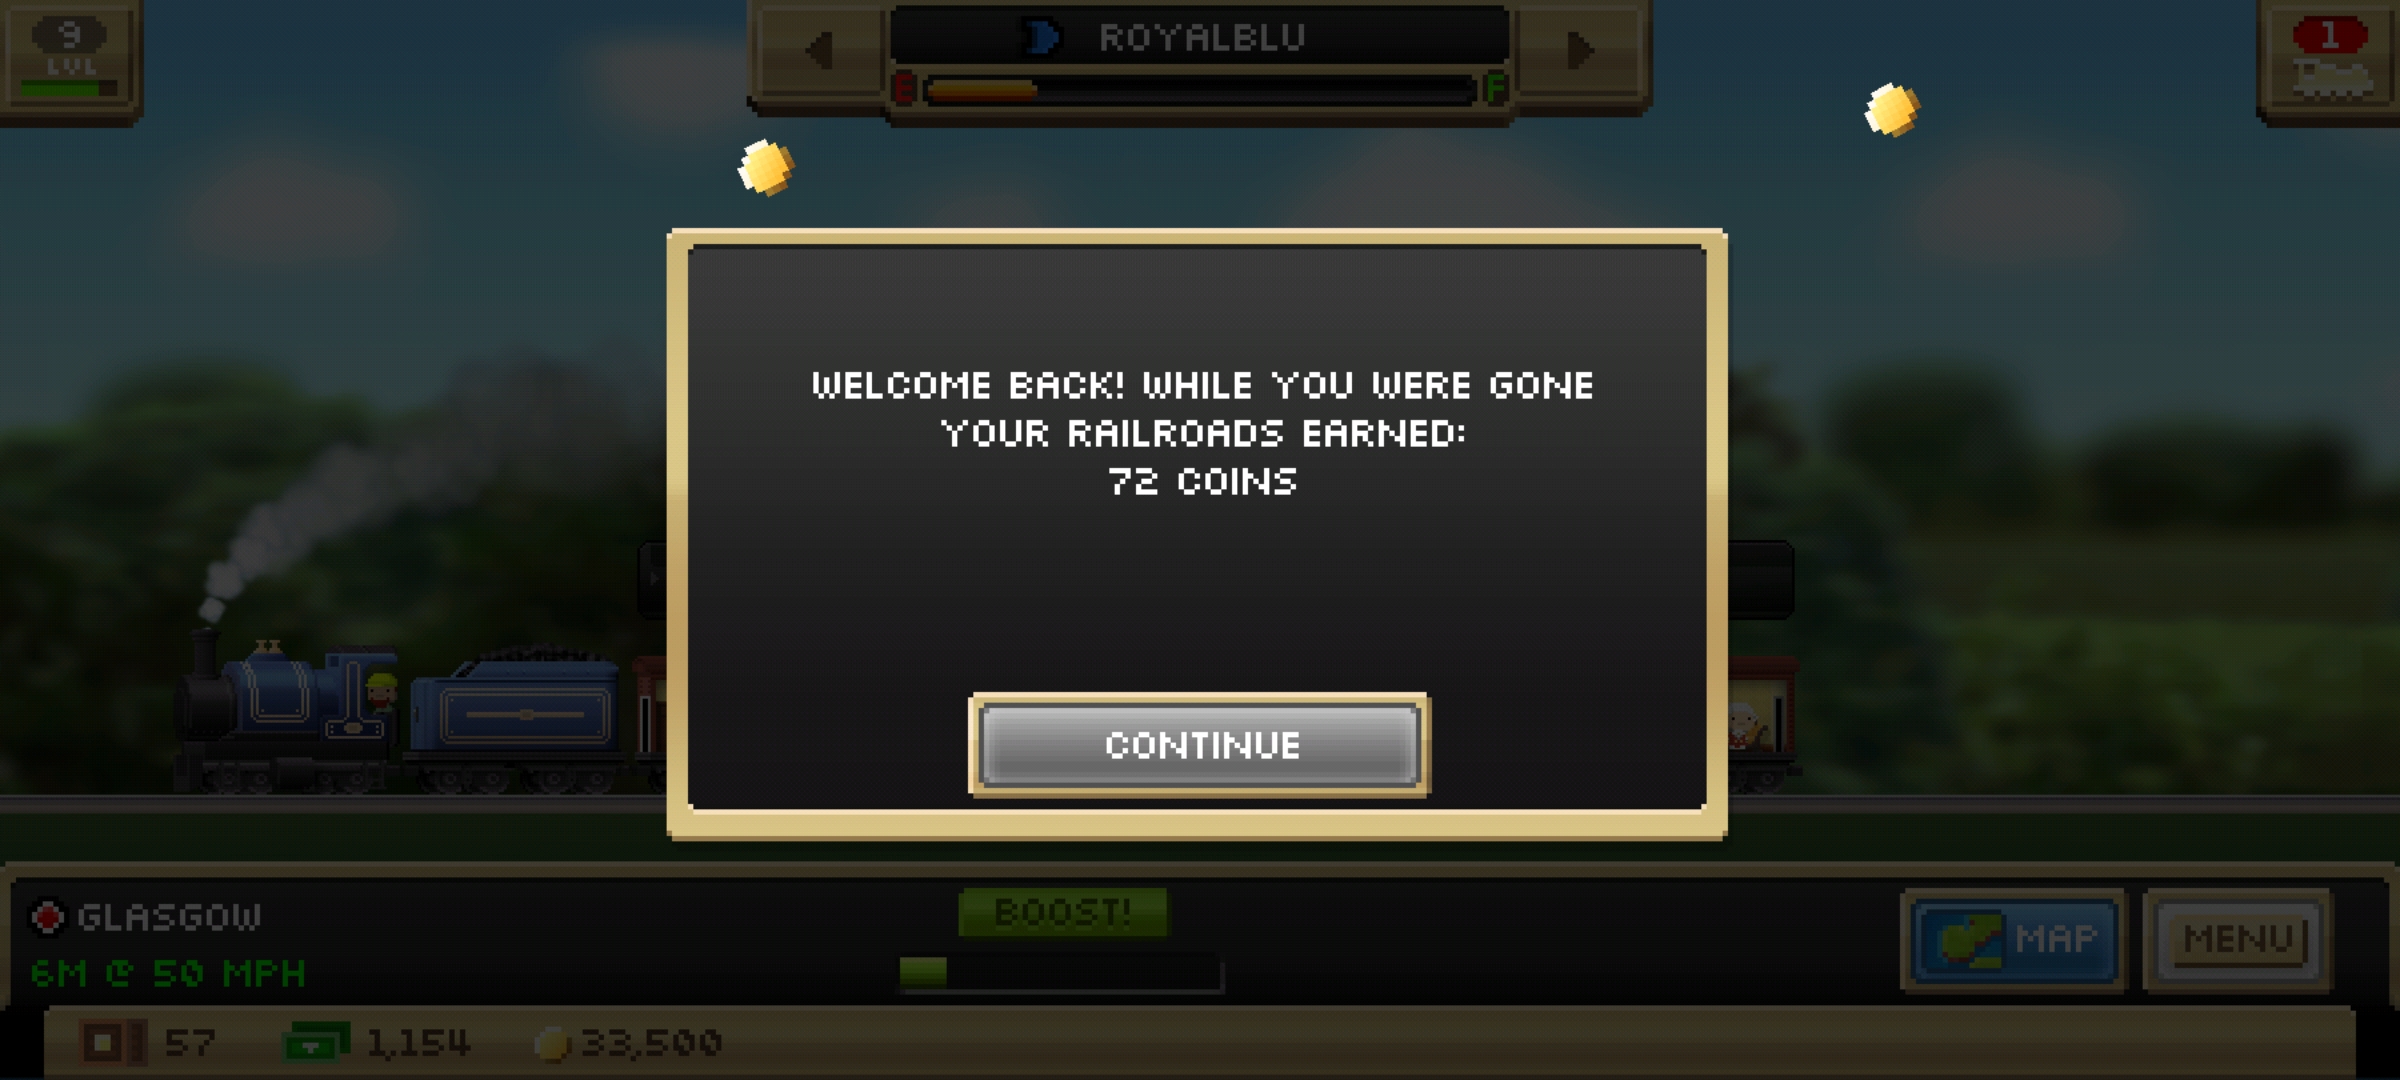 9
LVL
ROYALBLU
E
F
1
WELCOME BACK! WHILE YOU WERE GONE
YOUR RAILROADS EARNED:
72 COINS
CONTINUE
GLASGOW
6M @ 50 MPH
BOOST!
MAP
MENU
57
1,154
33,500